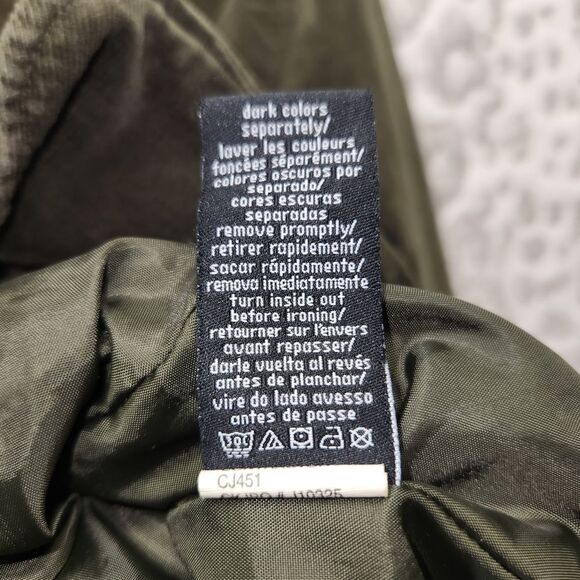 dark colors
separately/
laver les couleurs
foncées séparément/
colores oscuros por
separado/
cores escuras
separadas
remove promptly/
retirer rapidement/
sacar rápidamente/
remova imediatamente
turn inside out
before ironing/
retourner sur l'envers
avant repasser/
darle vuelta al revés
antes de planchar/
vire do lado avesso
antes de passe
CJ451